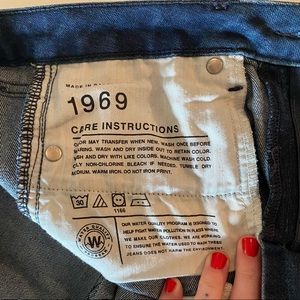 MADE IN
1969
CARE INSTRUCTIONS
COLOR MAY TRANSFER WHEN NEW. WASH ONCE BEFORE
WEARING. WASH AND DRY INSIDE OUT TO RETAIN COLOR.
WASH AND DRY WITH LIKE COLORS. MACHINE WASH COLD.
ONLY NON-CHLORINE BLEACH IF NEEDED. TUMBLE DRY
MEDIUM. WARM IRON. DO NOT IRON PRINT.
30
1166
WATER QUALITY
W
OUR WATER QUALITY PROGRAM IS DESIGNED TO
HELP FIGHT WATER POLLUTION IN PLACES WHERE
WE MAKE OUR CLOTHES. WE ARE WORKING
TO ENSURE THE WATER USED TO WASH THESE
JEANS DOES NOT HARM THE ENVIRONMENT.